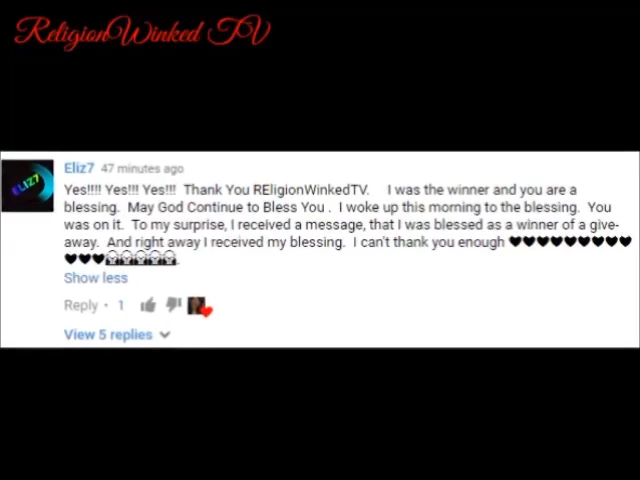 ReligionWinked TV
Eliz7 47 minutes ago
ELIZ7
Yes!!!! Yes!!! Yes!!! Thank You REligionWinkedTV. I was the winner and you are a
blessing. May God Continue to Bless You . I woke up this morning to the blessing. You
was on it. To my surprise, I received a message, that I was blessed as a winner of a give-
away. And right away I received my blessing. I can't thank you enough ♥♥♥♥♥♥♥♥♥
♥♥♥
Show less
Reply • 1
View 5 replies